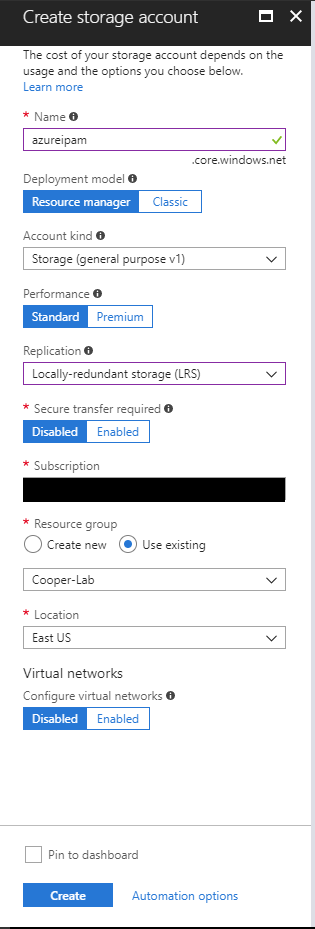 Create storage account
The cost of your storage account depends on the
usage and the options you choose below.
Learn more
* Name
azureipam
.core.windows.net
Deployment model
Resource manager Classic
Account kind
Storage (general purpose v1)
Performance
Standard Premium
Replication
Locally-redundant storage (LRS)
* Secure transfer required
Disabled Enabled
* Subscription
* Resource group
Create new Use existing
Cooper-Lab
* Location
East US
Virtual networks
Configure virtual networks
Disabled Enabled
Pin to dashboard
Create Automation options